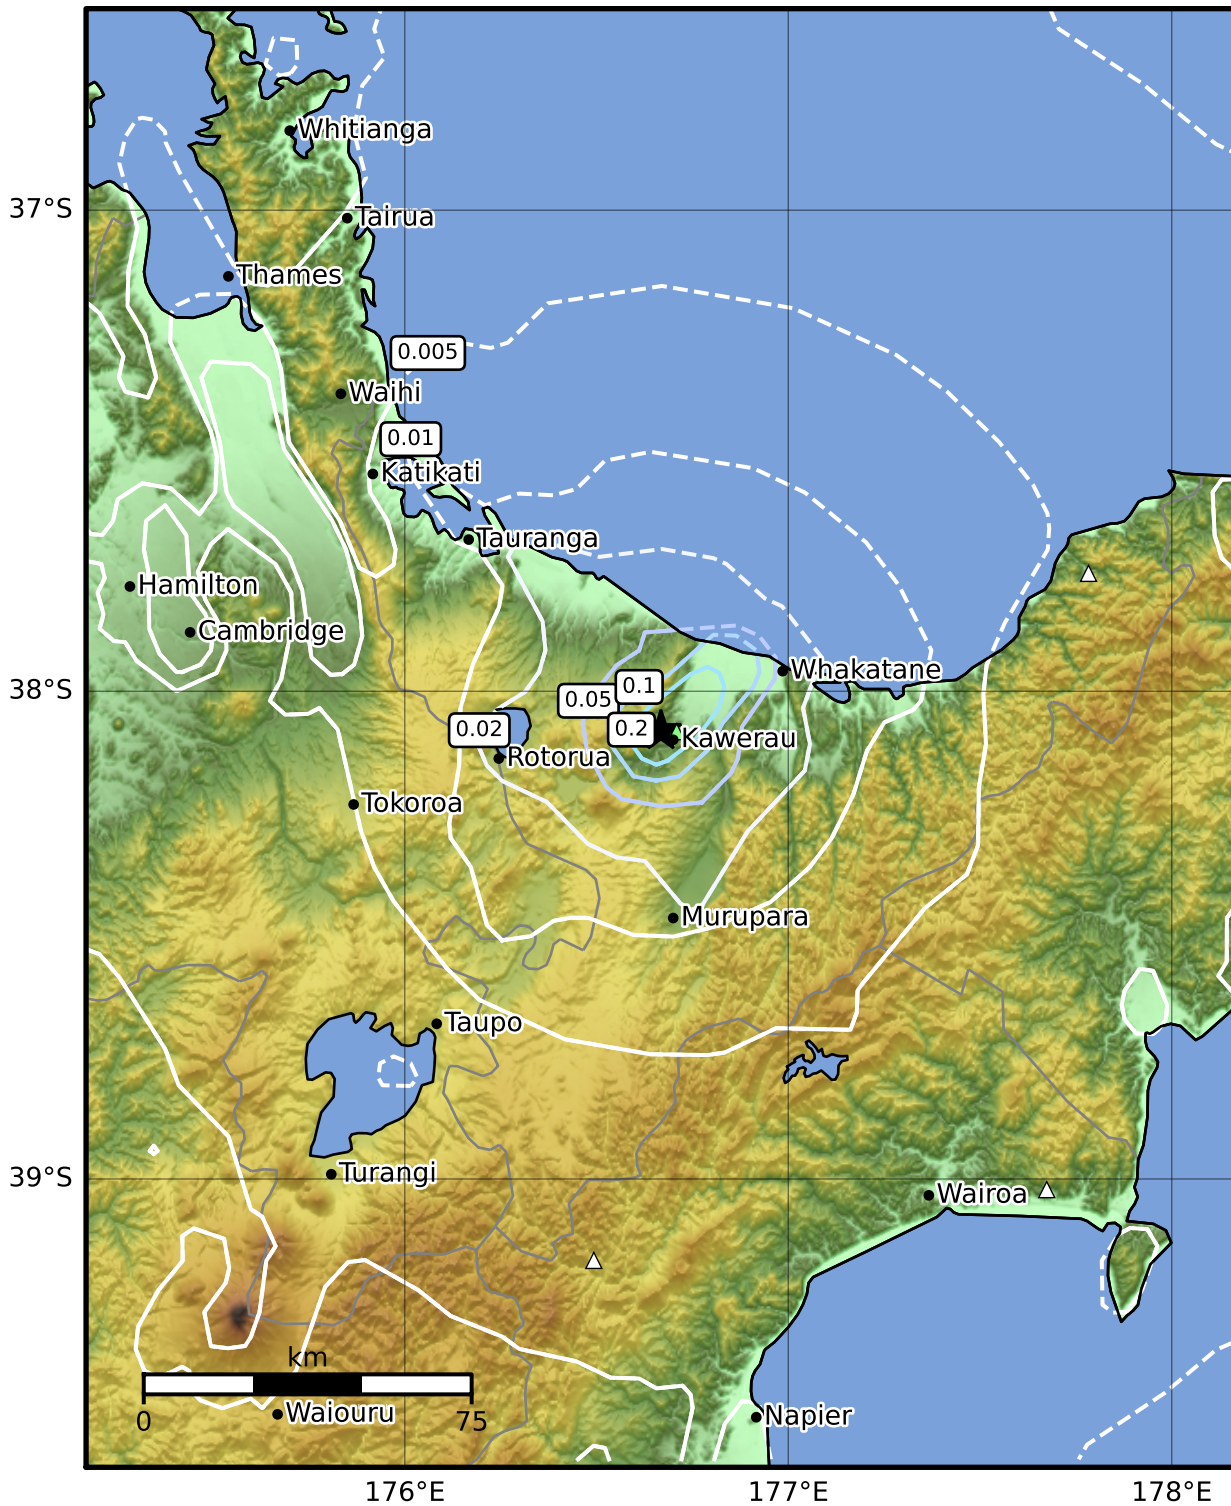 Whitianga
37°S
Tairua
Thames
0.005
Waihi
0.01
Katikati
Tauranga
Hamilton
Cambridge
Whakatane
38°S
0.1
0.05
0.02
0.2
Kawerau
Rotorua
Tokoroa
Murupara
Taupo
39°S
Turangi
Wairoa
km
0
75
Waiouru
Napier
176°E
177°E
178°E